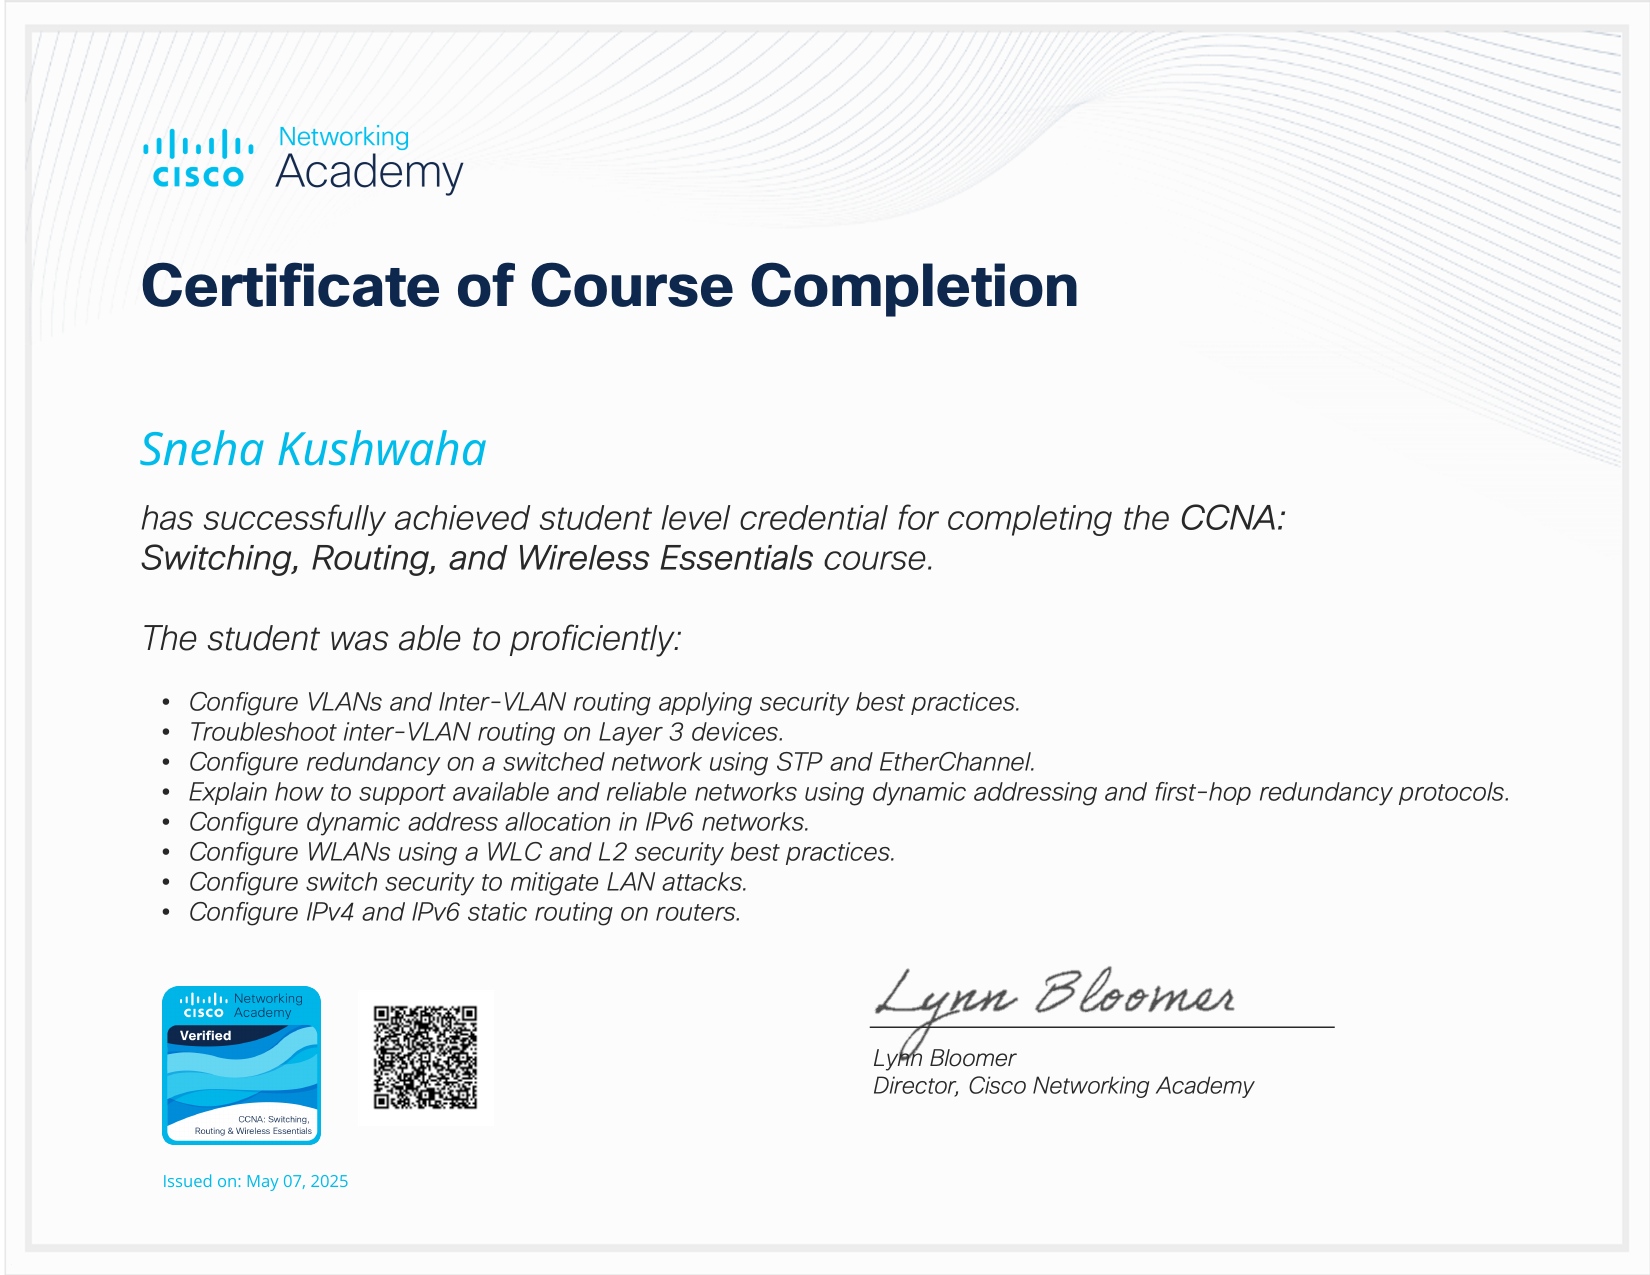 Networking
CISCO Academy
Certificate of Course Completion
Sneha Kushwaha
has successfully achieved student level credential for completing the CCNA:
Switching, Routing, and Wireless Essentials course.
The student was able to proficiently:
• Configure VLANs and Inter-VLAN routing applying security best practices.
• Troubleshoot inter-VLAN routing on Layer 3 devices.
• Configure redundancy on a switched network using STP and EtherChannel.
• Explain how to support available and reliable networks using dynamic addressing and first-hop redundancy protocols.
• Configure dynamic address allocation in IPv6 networks.
• Configure WLANs using a WLC and L2 security best practices.
• Configure switch security to mitigate LAN attacks.
• Configure IPv4 and IPv6 static routing on routers.
Networking
CISCO Academy
Verified
CCNA: Switching,
Routing & Wireless Essentials
Lynn Bloomer
Lynn Bloomer
Director, Cisco Networking Academy
Issued on: May 07, 2025